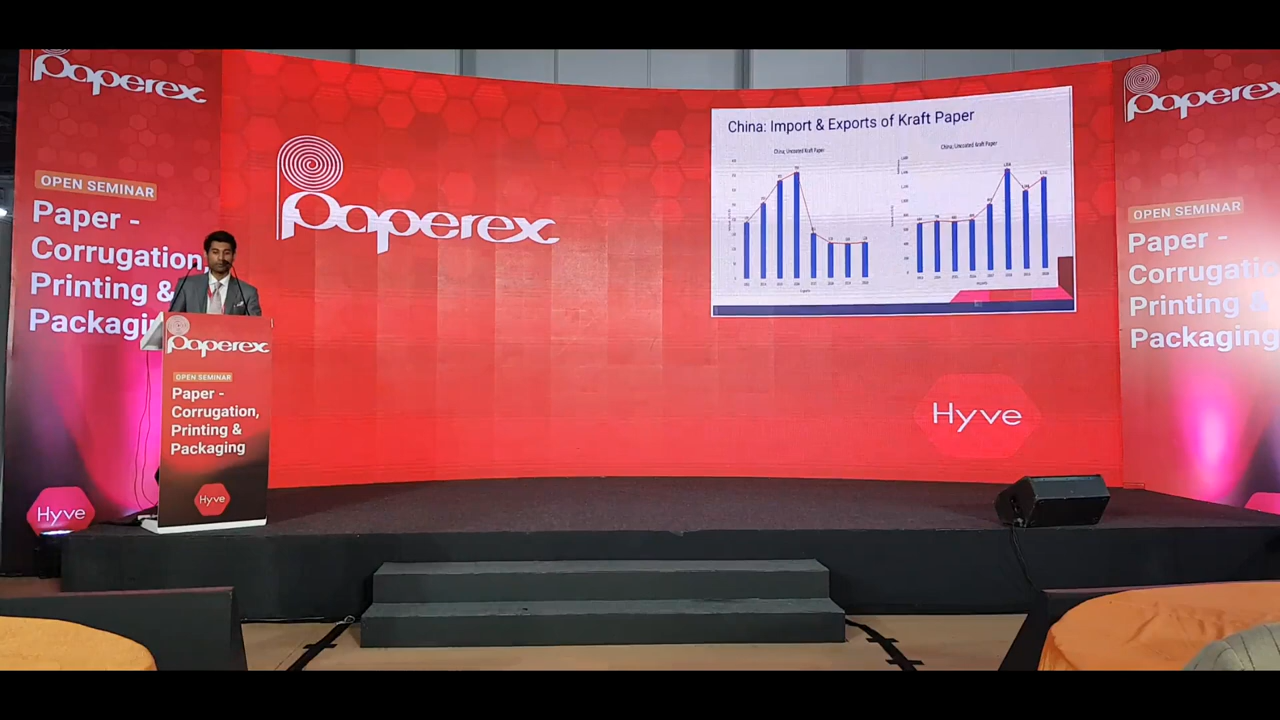 Paperex
OPEN SEMINAR
Paper -
Corrugation,
Printing &
Packagi
Hyve
Paperex
OPEN SEMINAR
Paper -
Corrugation,
Printing &
Packaging
Hyve
Paperex
China: Import & Exports of Kraft Paper
China; Uncoated Kraft Paper
China; Uncoated Kraft Paper
Hyve
Paperex
OPEN SEMINAR
Paper -
Corrugatio
Printing &
Packaging